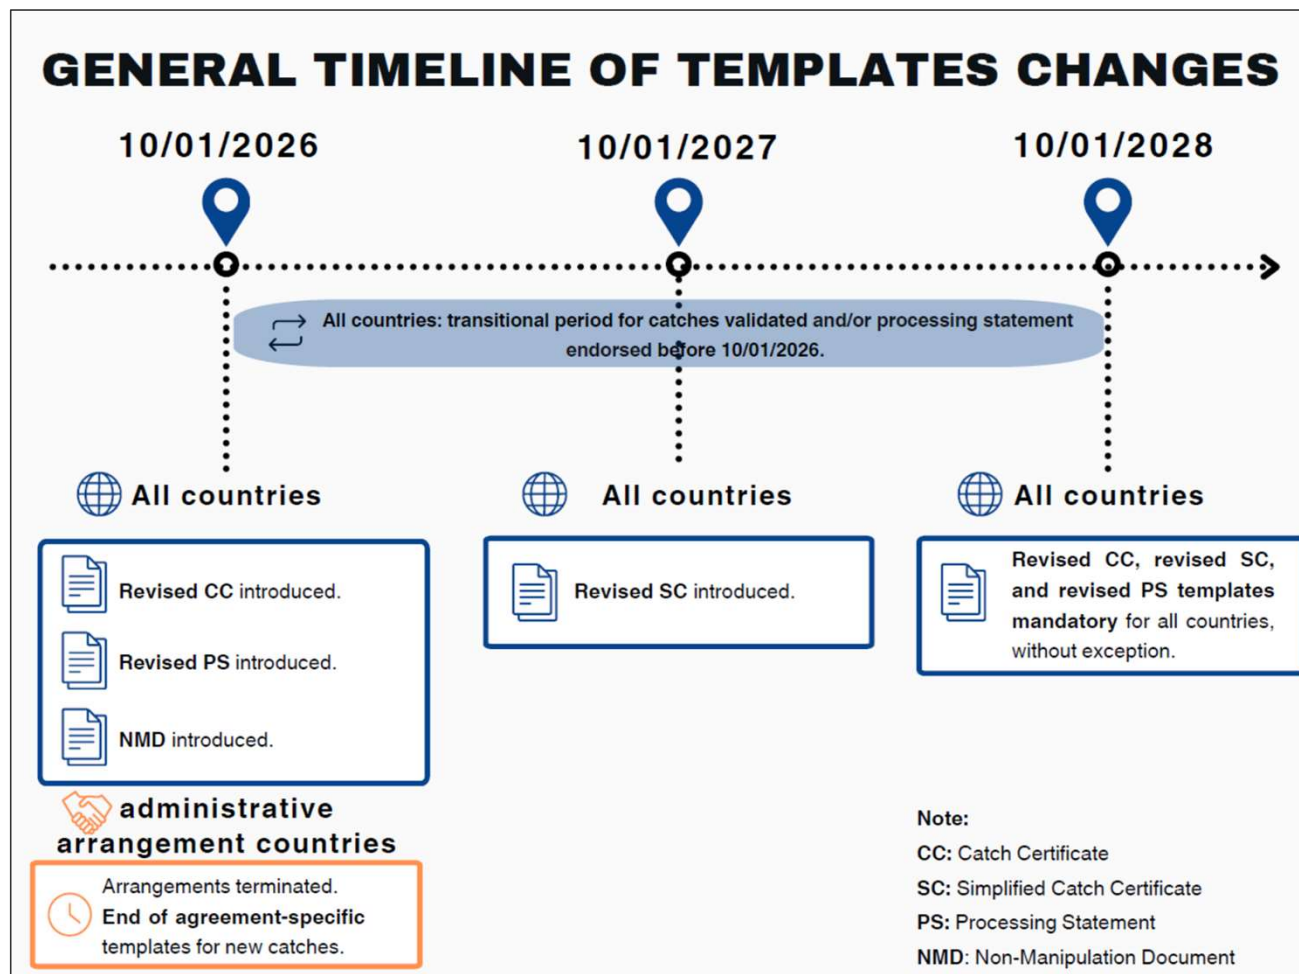 GENERAL TIMELINE OF TEMPLATES CHANGES
10/01/2026
10/01/2027
10/01/2028
All countries: transitional period for catches validated and/or processing statement
endorsed before 10/01/2026.
All countries
Revised CC introduced.
Revised PS introduced.
NMD introduced.
administrative
arrangement countries
Arrangements terminated.
End of agreement-specific
templates for new catches.
All countries
Revised SC introduced.
All countries
Revised CC, revised SC,
and revised PS templates
mandatory for all countries,
without exception.
Note:
CC: Catch Certificate
SC: Simplified Catch Certificate
PS: Processing Statement
NMD: Non-Manipulation Document